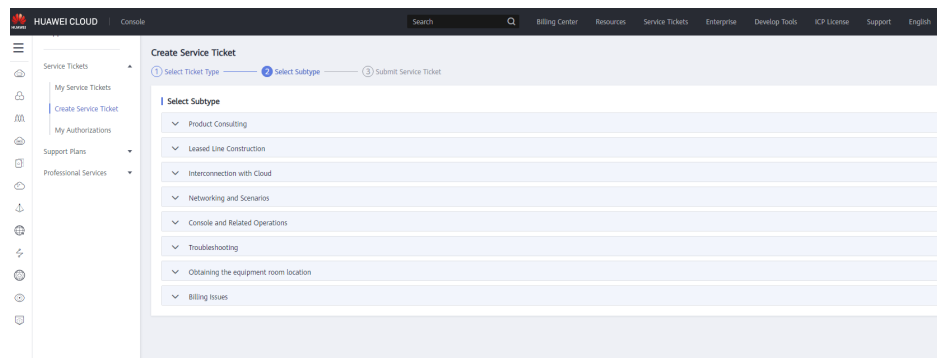 HUAWEI
HUAWEI CLOUD | Console
Search
Billing Center
Resources
Service Tickets
Enterprise
Develop Tools
ICP License
Support
English
Service Tickets
My Service Tickets
Create Service Ticket
My Authorizations
Support Plans
Professional Services
Create Service Ticket
1 Select Ticket Type
2 Select Subtype
3 Submit Service Ticket
Select Subtype
Product Consulting
Leased Line Construction
Interconnection with Cloud
Networking and Scenarios
Console and Related Operations
Troubleshooting
Obtaining the equipment room location
Billing Issues